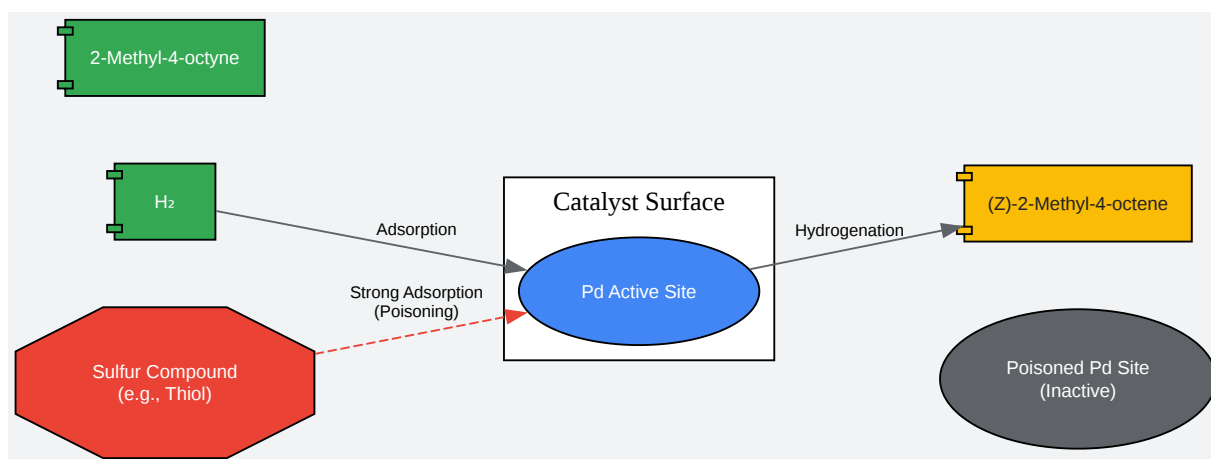 2-Methyl-4-octyne
H₂
Adsorption
Strong Adsorption
(Poisoning)
Sulfur Compound
(e.g., Thiol)
Catalyst Surface
Pd Active Site
Hydrogenation
(Z)-2-Methyl-4-octene
Poisoned Pd Site
(Inactive)